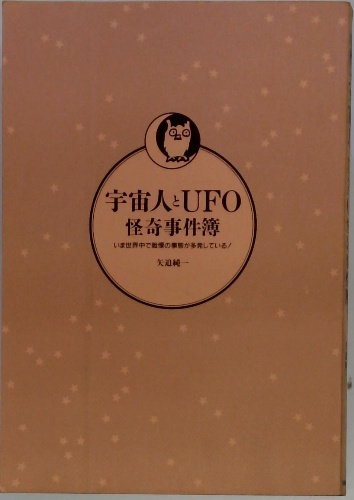 宇宙人とUFO
怪奇事件簿
いま世界中で戦慄の事態が多発している!
矢追純一